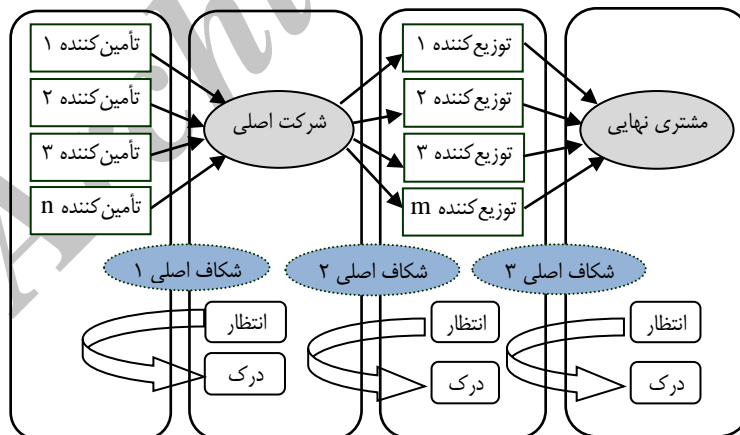 تأمین‌کننده ۱
تأمین‌کننده ۲
تأمین‌کننده ۳
تأمین‌کننده n
شرکت اصلی
توزیع‌کننده ۱
توزیع‌کننده ۲
توزیع‌کننده ۳
توزیع‌کننده m
مشتری نهایی
شکاف اصلی ۱
شکاف اصلی ۲
شکاف اصلی ۳
انتظار
درک
انتظار
درک
انتظار
درک